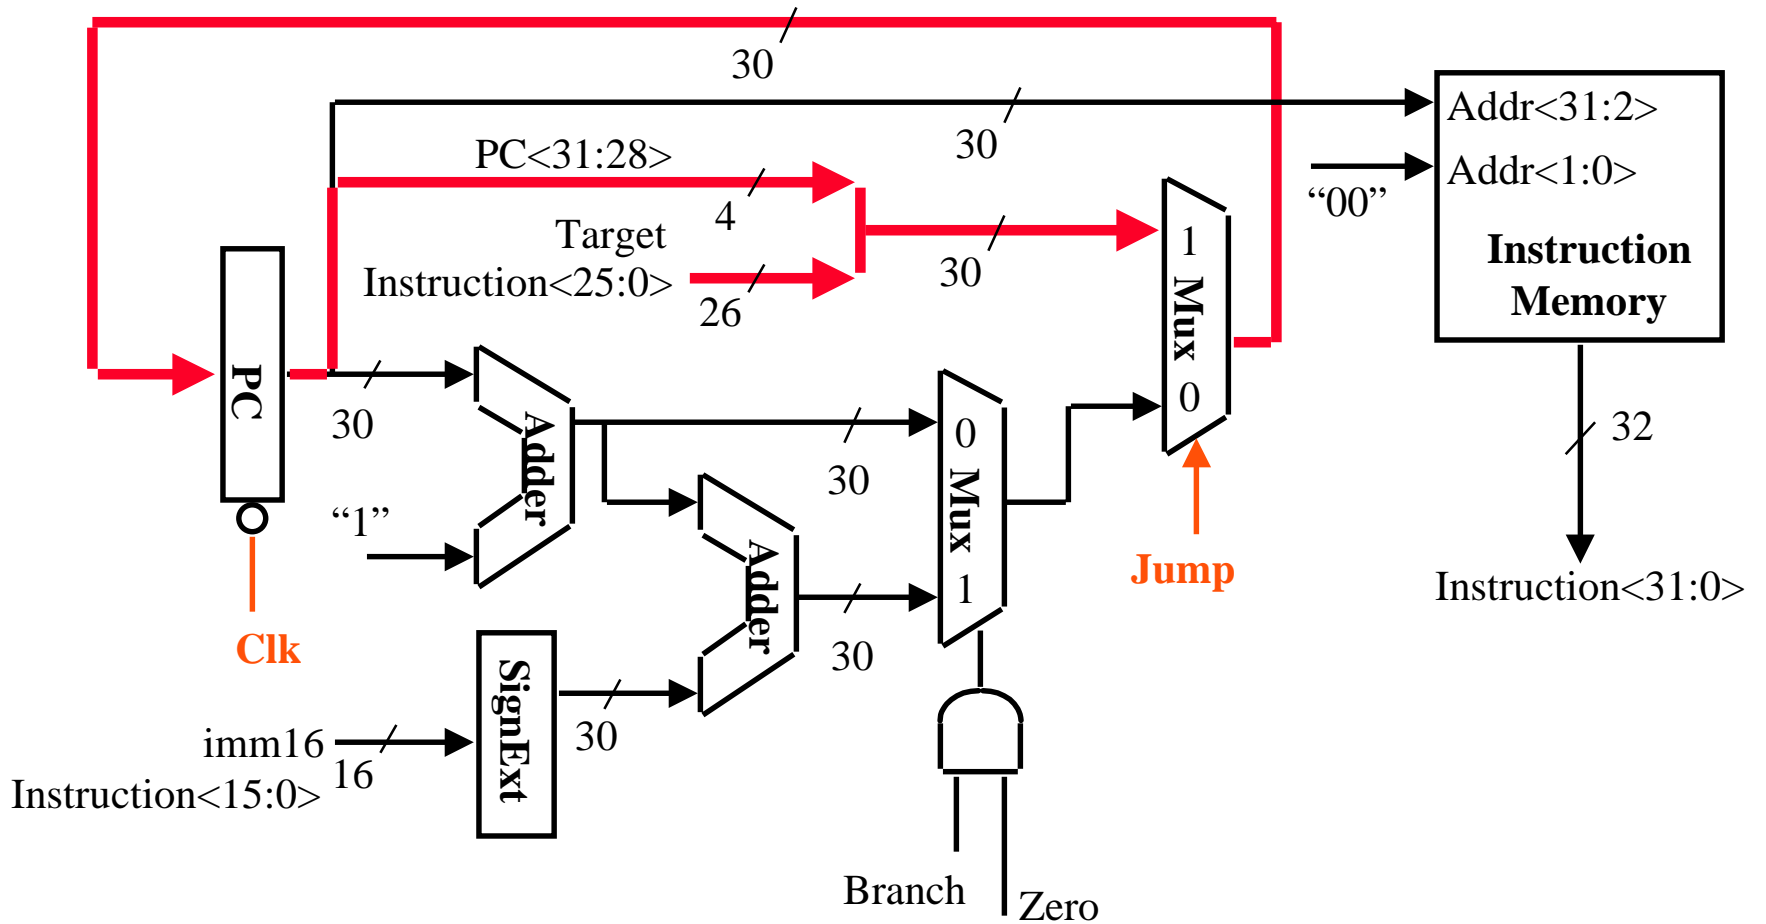 30
Addr<31:2>
30
PC<31:28>
Addr<1:0>
4
“00”
Target
1
Instruction<25:0>
30
26
Instruction
Memory
Mux
PC
0
30
Adder
0
32
30
Mux
“1”
Adder
1
Jump
Instruction<31:0>
Clk
30
SignExt
30
imm16
16
Instruction<15:0>
Branch
Zero